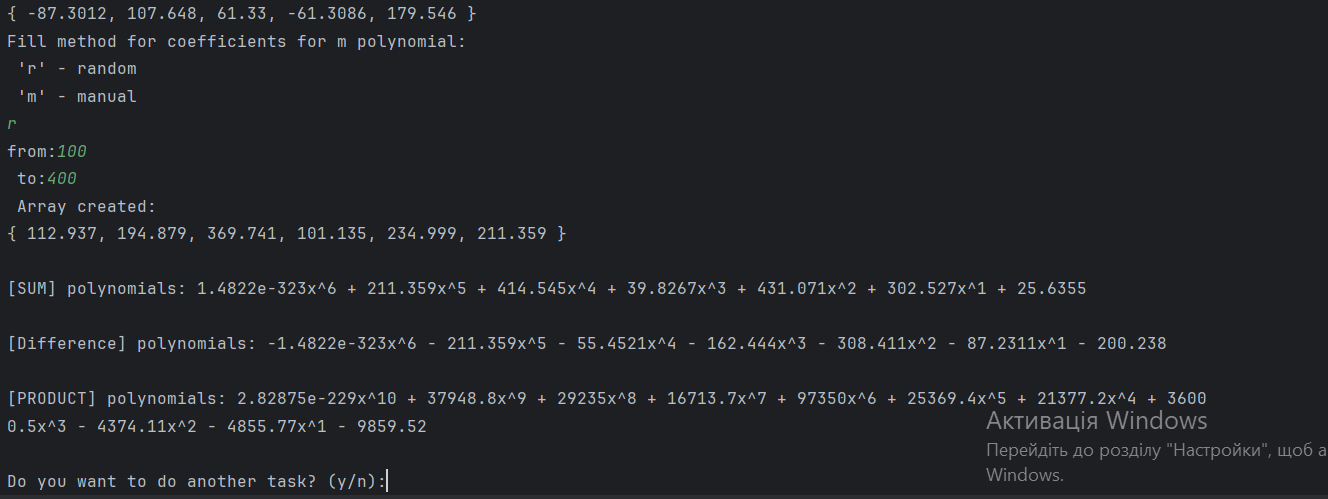 { -87.3012, 107.648, 61.33, -61.3086, 179.546 }
Fill method for coefficients for m polynomial:
 'r' - random
 'm' - manual
r
from:100
 to:400
 Array created:
{ 112.937, 194.879, 369.741, 101.135, 234.999, 211.359 }
[SUM] polynomials: 1.4822e-323x^6 + 211.359x^5 + 414.545x^4 + 39.8267x^3 + 431.071x^2 + 302.527x^1 + 25.6355
[Difference] polynomials: -1.4822e-323x^6 - 211.359x^5 - 55.4521x^4 - 162.444x^3 - 308.411x^2 - 87.2311x^1 - 200.238
[PRODUCT] polynomials: 2.82875e-229x^10 + 37948.8x^9 + 29235x^8 + 16713.7x^7 + 97350x^6 + 25369.4x^5 + 21377.2x^4 + 3600
0.5x^3 - 4374.11x^2 - 4855.77x^1 - 9859.52
Do you want to do another task? (y/n):
Активація Windows
Перейдіть до розділу "Настройки", щоб а
Windows.